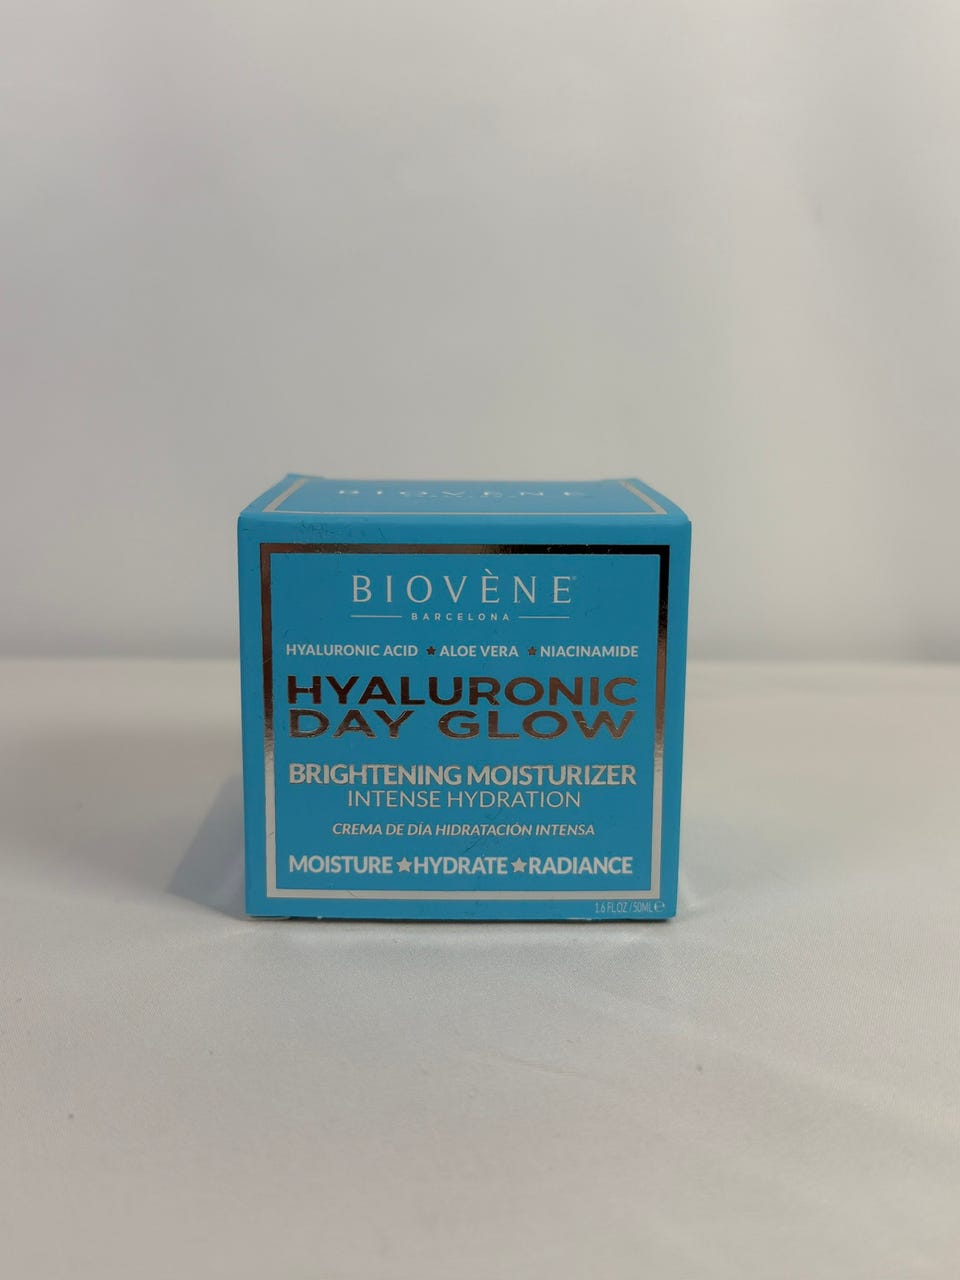 BIOVÈNE
BIOVÈNE
BARCELONA
HYALURONIC ACID ★ ALOE VERA ★ NIACINAMIDE
HYALURONIC
DAY GLOW
BRIGHTENING MOISTURIZER
INTENSE HYDRATION
CREMA DE DÍA HIDRATACIÓN INTENSA
MOISTURE ★ HYDRATE ★ RADIANCE
1.6 FL.OZ / 50ML ℮